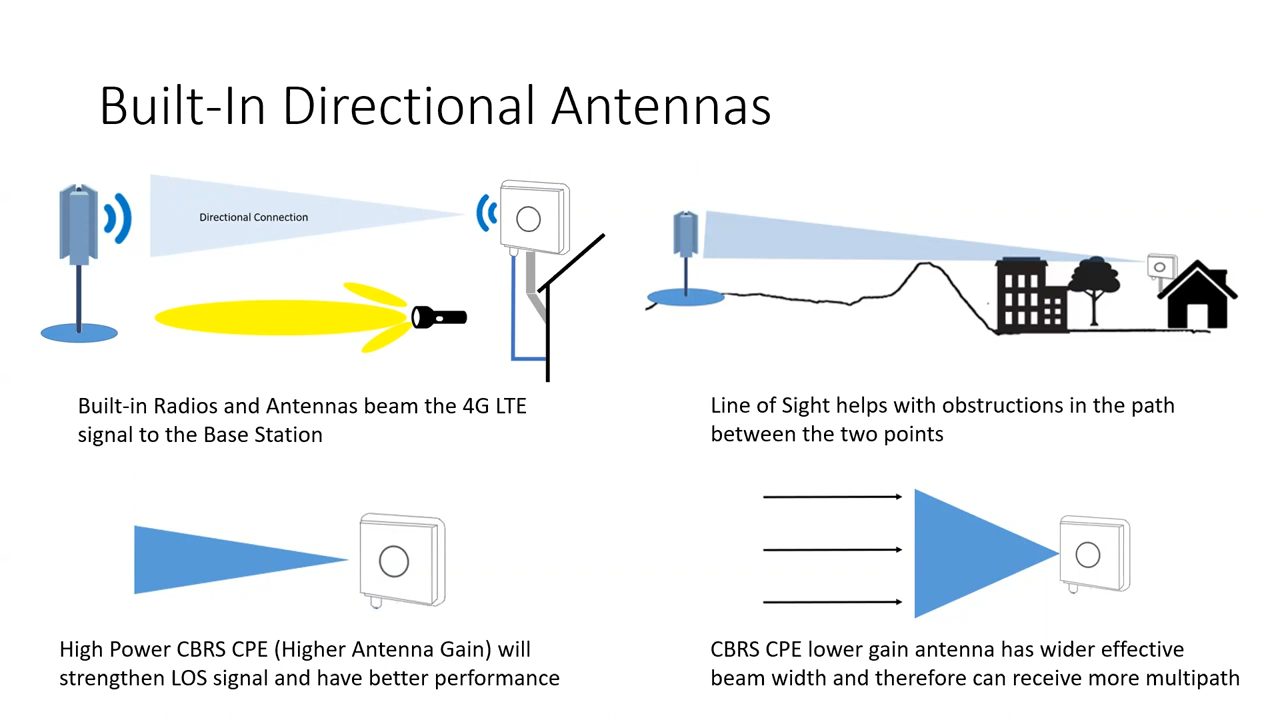 Built-In Directional Antennas
Directional Connection
Built-in Radios and Antennas beam the 4G LTE
signal to the Base Station
Line of Sight helps with obstructions in the path
between the two points
High Power CBRS CPE (Higher Antenna Gain) will
strengthen LOS signal and have better performance
CBRS CPE lower gain antenna has wider effective
beam width and therefore can receive more multipath